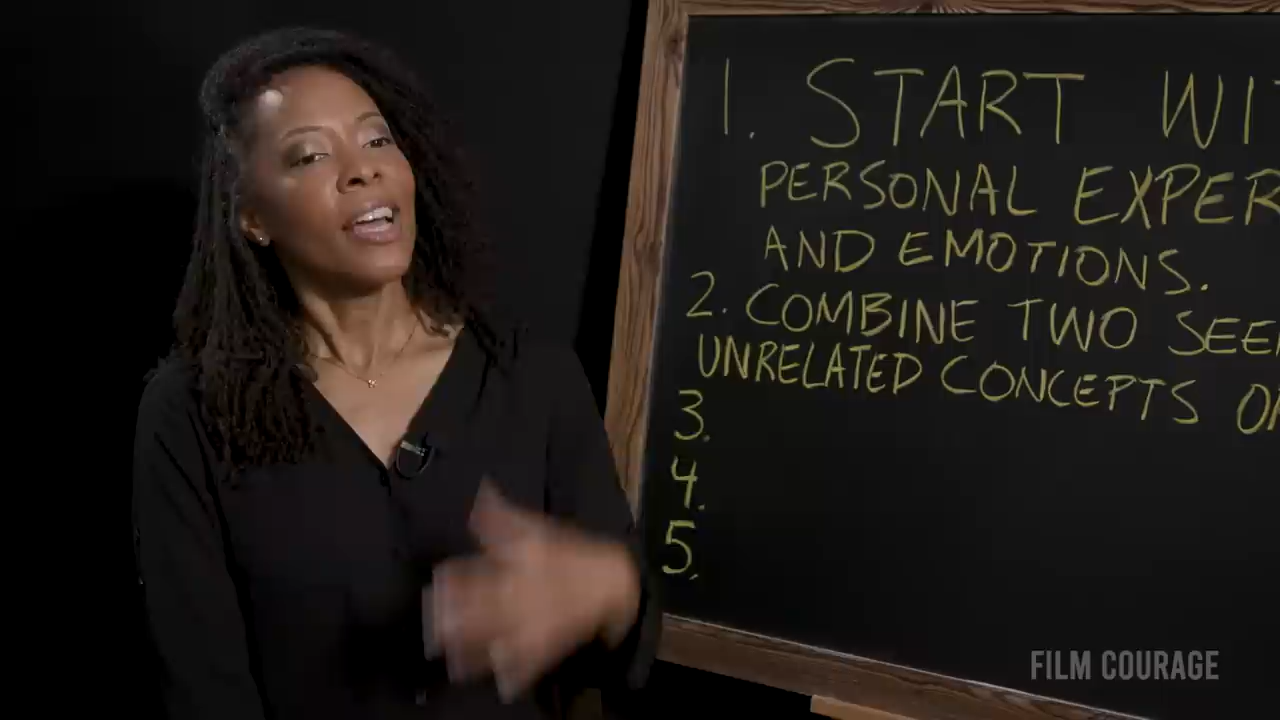 1. START WI
PERSONAL EXPER
AND EMOTIONS.
2. COMBINE TWO SEE
UNRELATED CONCEPTS O
3.
4.
5.
FILM COURAGE